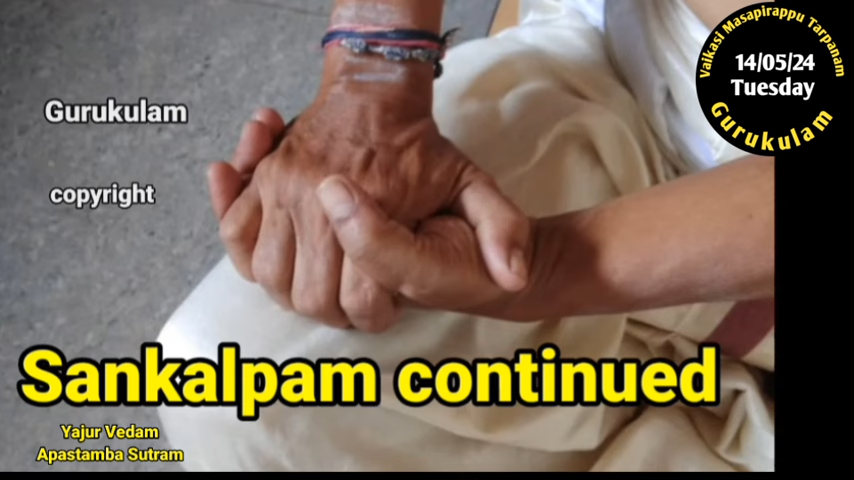 Vaikasi Masapirappu Tarpanam
14/05/24
Tuesday
Gurukulam
Gurukulam
copyright
Sankalpam continued
Yajur Vedam
Apastamba Sutram